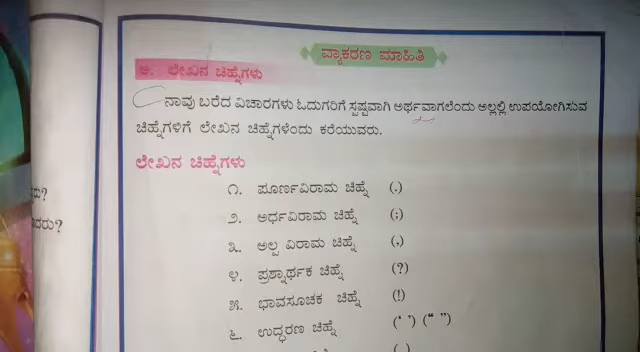 ವ್ಯಾಕರಣ ಮಾಹಿತಿ
ಅ. ಲೇಖನ ಚಿಹ್ನೆಗಳು
ನಾವು ಬರೆದ ವಿಚಾರಗಳು ಓದುಗರಿಗೆ ಸ್ಪಷ್ಟವಾಗಿ ಅರ್ಥವಾಗಲೆಂದು ಅಲ್ಲಲ್ಲಿ ಉಪಯೋಗಿಸುವ
ಚಿಹ್ನೆಗಳಿಗೆ ಲೇಖನ ಚಿಹ್ನೆಗಳೆಂದು ಕರೆಯುವರು.
ಲೇಖನ ಚಿಹ್ನೆಗಳು
೧. ಪೂರ್ಣವಿರಾಮ ಚಿಹ್ನೆ (.)
೨. ಅರ್ಧವಿರಾಮ ಚಿಹ್ನೆ (;)
೩. ಅಲ್ಪ ವಿರಾಮ ಚಿಹ್ನೆ (,)
೪. ಪ್ರಶ್ನಾರ್ಥಕ ಚಿಹ್ನೆ (?)
೫. ಭಾವಸೂಚಕ ಚಿಹ್ನೆ (!)
೬. ಉದ್ಧರಣ ಚಿಹ್ನೆ (‘ ’) (“ ”)